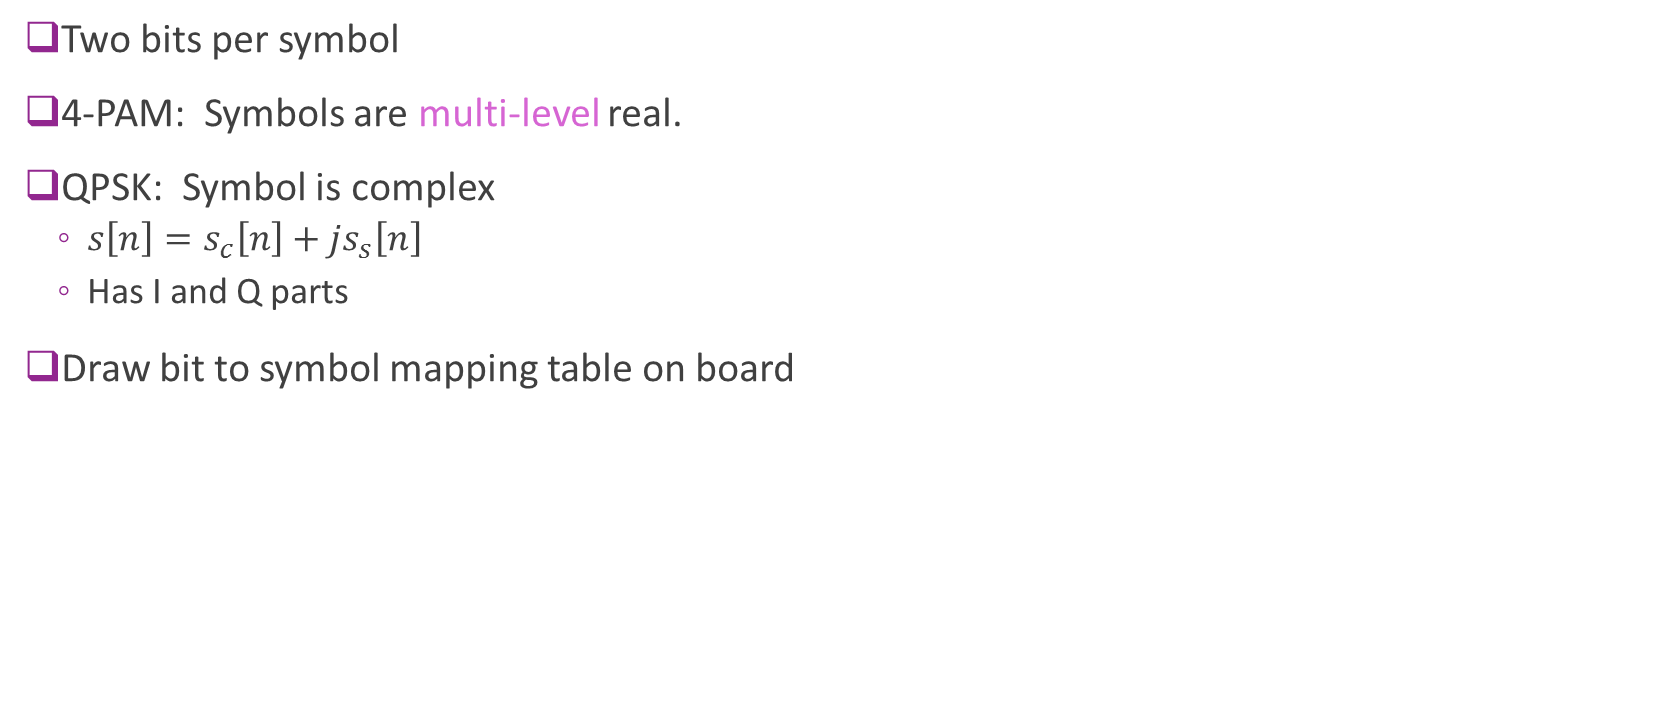 ❑Two bits per symbol
❑4-PAM: Symbols are multi-level real.
❑QPSK: Symbol is complex
◦ s[n] = s_c[n] + js_s[n]
◦ Has I and Q parts
❑Draw bit to symbol mapping table on board